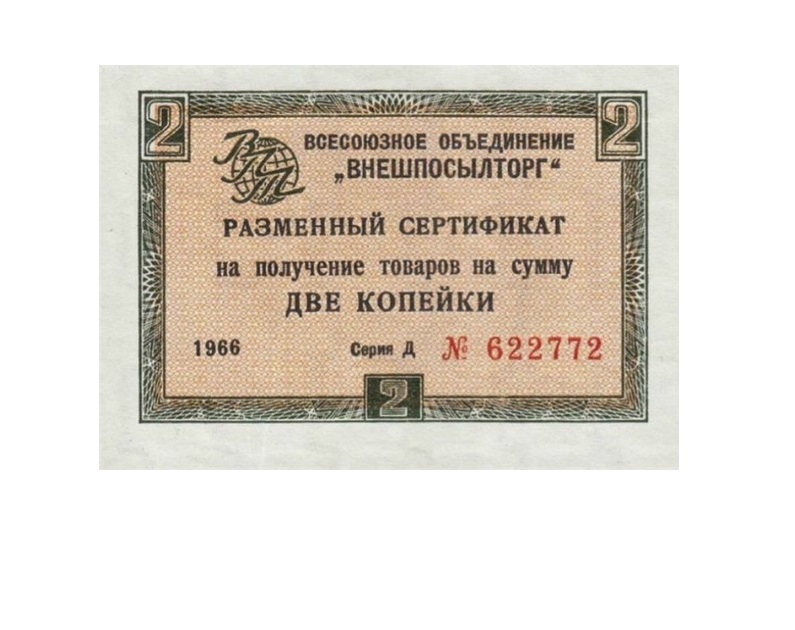 2 2
ВПТ
ВСЕСОЮЗНОЕ ОБЪЕДИНЕНИЕ
„ВНЕШПОСЫЛТОРГ“
РАЗМЕННЫЙ СЕРТИФИКАТ
на получение товаров на сумму
ДВЕ КОПЕЙКИ
1966 Серия Д № 622772
2